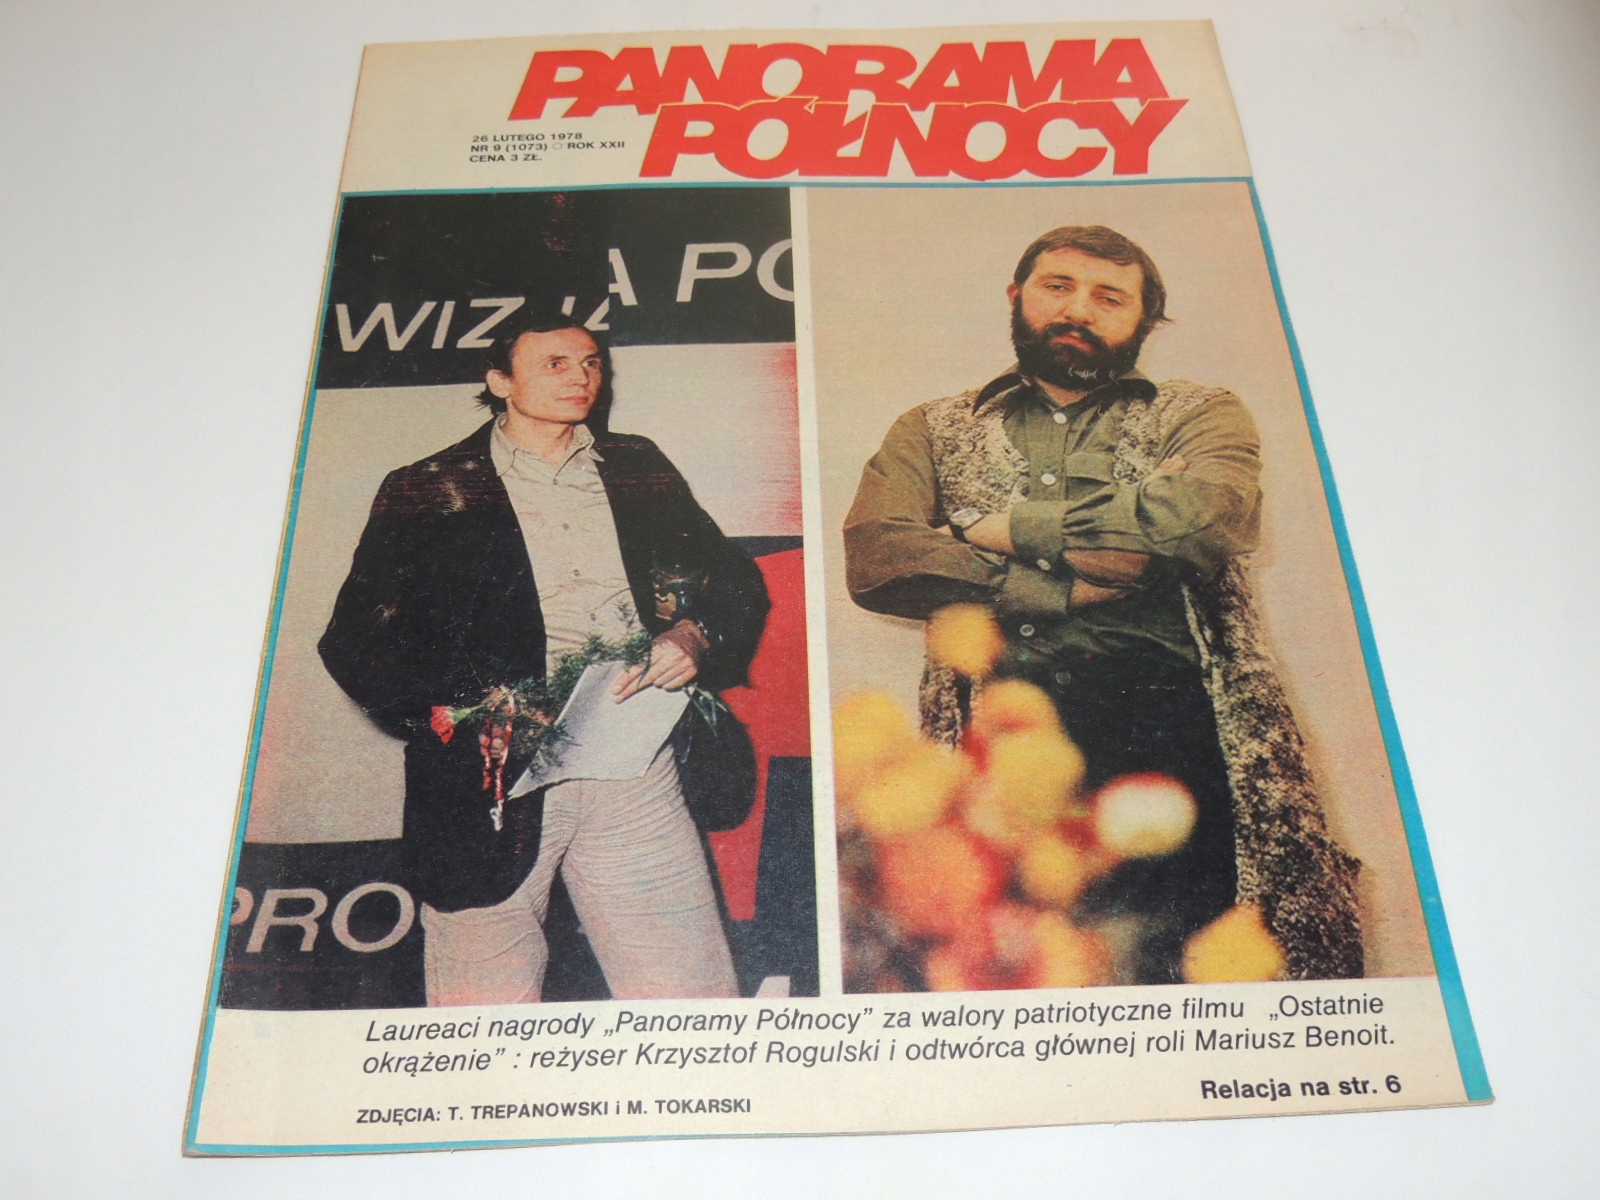 PANORAMA
PÓŁNOCY
26 LUTEGO 1978
NR 9 (1073) ○ ROK XXII
CENA 3 ZŁ.
A PO
WIZJA
PRO
Laureaci nagrody „Panoramy Północy” za walory patriotyczne filmu „Ostatnie
okrążenie” : reżyser Krzysztof Rogulski i odtwórca głównej roli Mariusz Benoit.
Relacja na str. 6
ZDJĘCIA: T. TREPANOWSKI i M. TOKARSKI